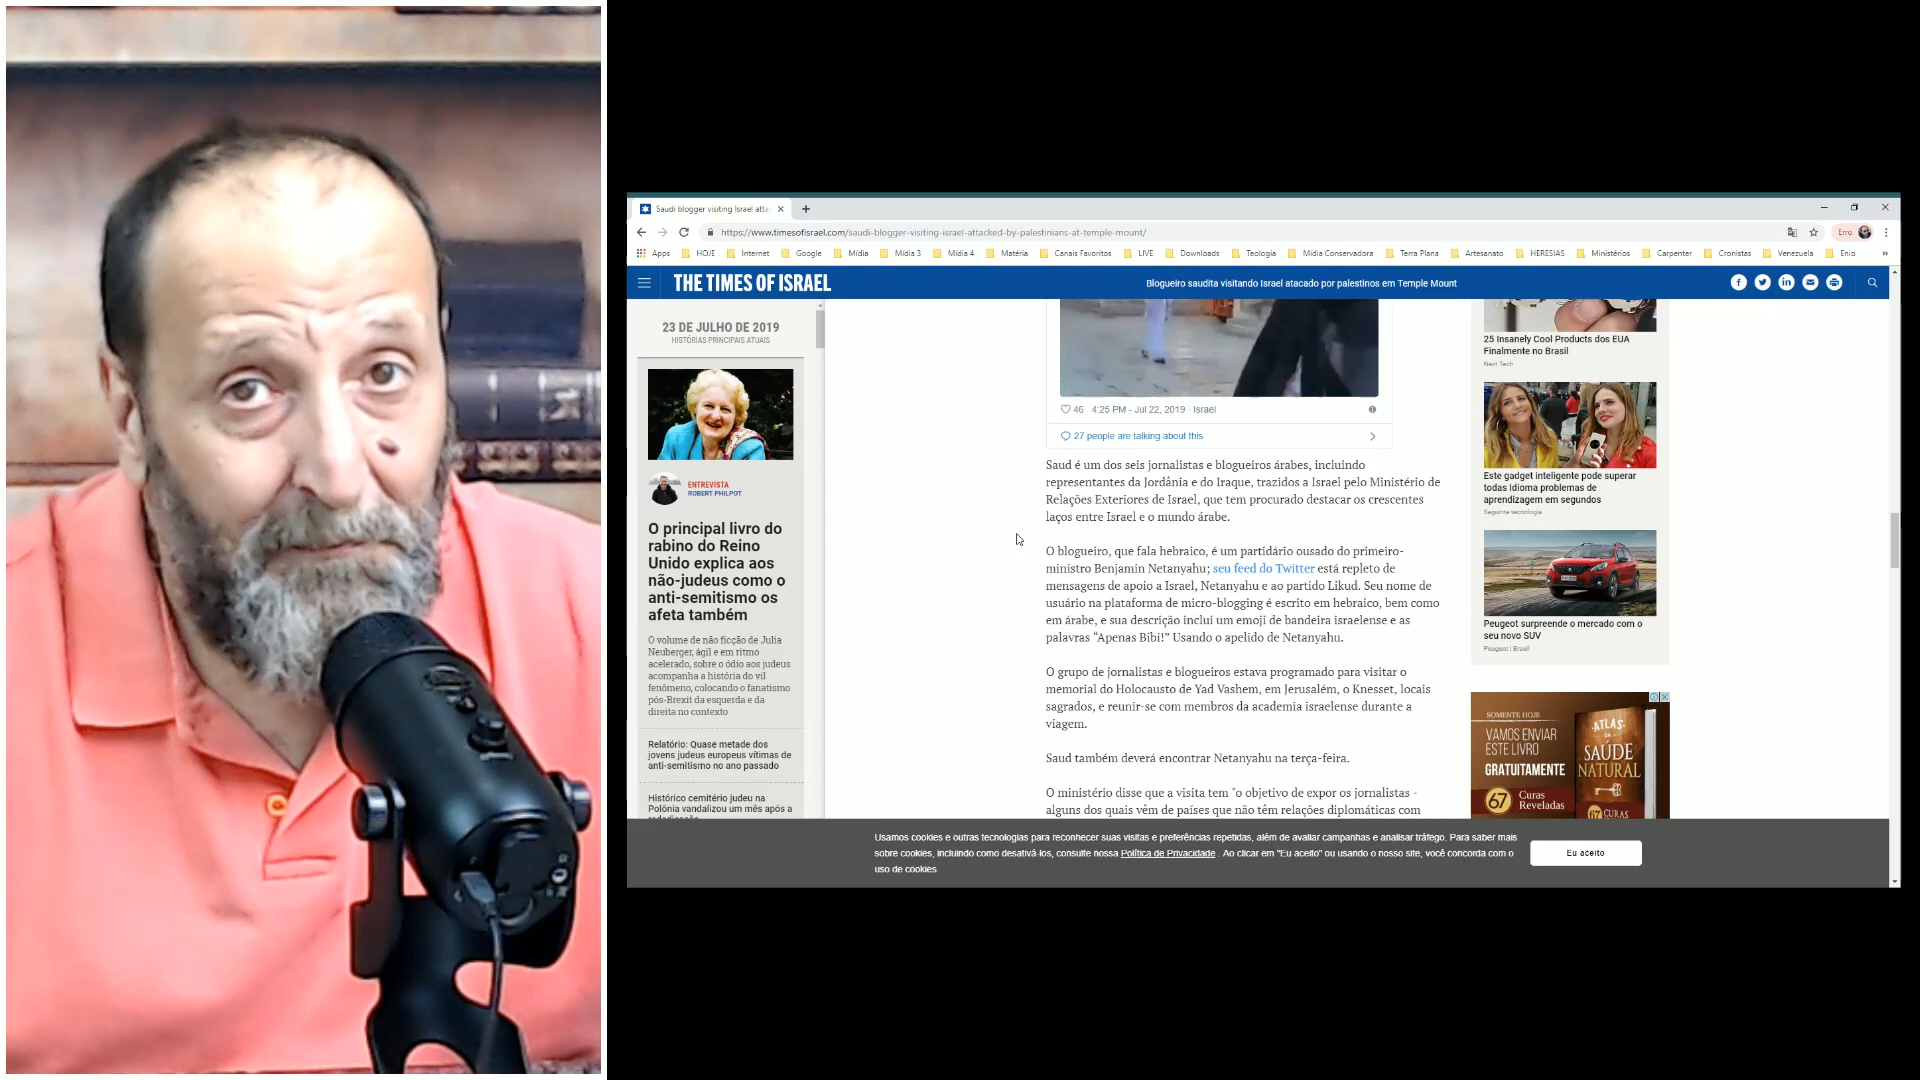 Saudi blogger visiting Israel atta
https://www.timesofisrael.com/saudi-blogger-visiting-israel-attacked-by-palestinians-at-temple-mount/
Erro
Apps
HOJE
Internet
Google
Mídia
Mídia 3
Mídia 4
Matéria
Canais Favoritos
LIVE
Downloads
Teologia
Mídia Conservadora
Terra Plana
Artesanato
HERESIAS
Ministérios
Carpenter
Cronistas
Venezuela
Enio
THE TIMES OF ISRAEL
Blogueiro saudita visitando Israel atacado por palestinos em Temple Mount
23 DE JULHO DE 2019
HISTÓRIAS PRINCIPAIS ATUAIS
ENTREVISTA
ROBERT PHILPOT
O principal livro do
rabino do Reino
Unido explica aos
não-judeus como o
anti-semitismo os
afeta também
O volume de não ficção de Julia
Neuberger, ágil e em ritmo
acelerado, sobre o ódio aos judeus
acompanha a história do vil
fenômeno, colocando o fanatismo
pós-Brexit da esquerda e da
direita no contexto
Relatório: Quase metade dos
jovens judeus europeus vítimas de
anti-semitismo no ano passado
Histórico cemitério judeu na
Polônia vandalizou um mês após a
46 4:25 PM - Jul 22, 2019 · Israel
27 people are talking about this
Saud é um dos seis jornalistas e blogueiros árabes, incluindo
representantes da Jordânia e do Iraque, trazidos a Israel pelo Ministério de
Relações Exteriores de Israel, que tem procurado destacar os crescentes
laços entre Israel e o mundo árabe.
O blogueiro, que fala hebraico, é um partidário ousado do primeiro-
ministro Benjamin Netanyahu; seu feed do Twitter está repleto de
mensagens de apoio a Israel, Netanyahu e ao partido Likud. Seu nome de
usuário na plataforma de micro-blogging é escrito em hebraico, bem como
em árabe, e sua descrição inclui um emoji de bandeira israelense e as
palavras “Apenas Bibi!” Usando o apelido de Netanyahu.
O grupo de jornalistas e blogueiros estava programado para visitar o
memorial do Holocausto de Yad Vashem, em Jerusalém, o Knesset, locais
sagrados, e reunir-se com membros da academia israelense durante a
viagem.
Saud também deverá encontrar Netanyahu na terça-feira.
O ministério disse que a visita tem "o objetivo de expor os jornalistas -
alguns dos quais vêm de países que não têm relações diplomáticas com
25 Insanely Cool Products dos EUA
Finalmente no Brasil
Next Tech
Este gadget inteligente pode superar
todas Idioma problemas de
aprendizagem em segundos
Seguinte tecnologia
Peugeot surpreende o mercado com o
seu novo SUV
Peugeot | Brasil
SOMENTE HOJE
VAMOS ENVIAR
ESTE LIVRO
GRATUITAMENTE
67 Curas
Reveladas
ATLAS
DA
SAÚDE
NATURAL
67 CURAS
Usamos cookies e outras tecnologias para reconhecer suas visitas e preferências repetidas, além de avaliar campanhas e analisar tráfego. Para saber mais
sobre cookies, incluindo como desativá-los, consulte nossa Política de Privacidade . Ao clicar em "Eu aceito" ou usando o nosso site, você concorda com o
uso de cookies
Eu aceito